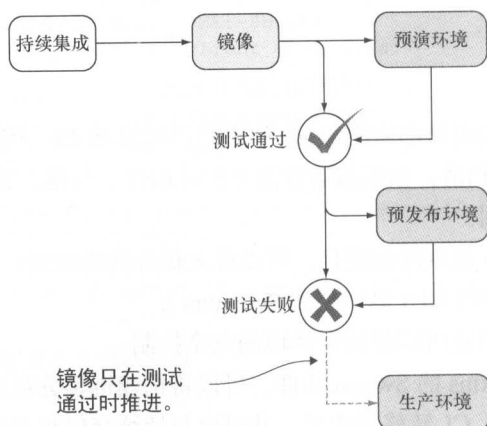 持续集成
镜像
预演环境
测试通过
预发布环境
测试失败
镜像只在测试
通过时推进。
生产环境